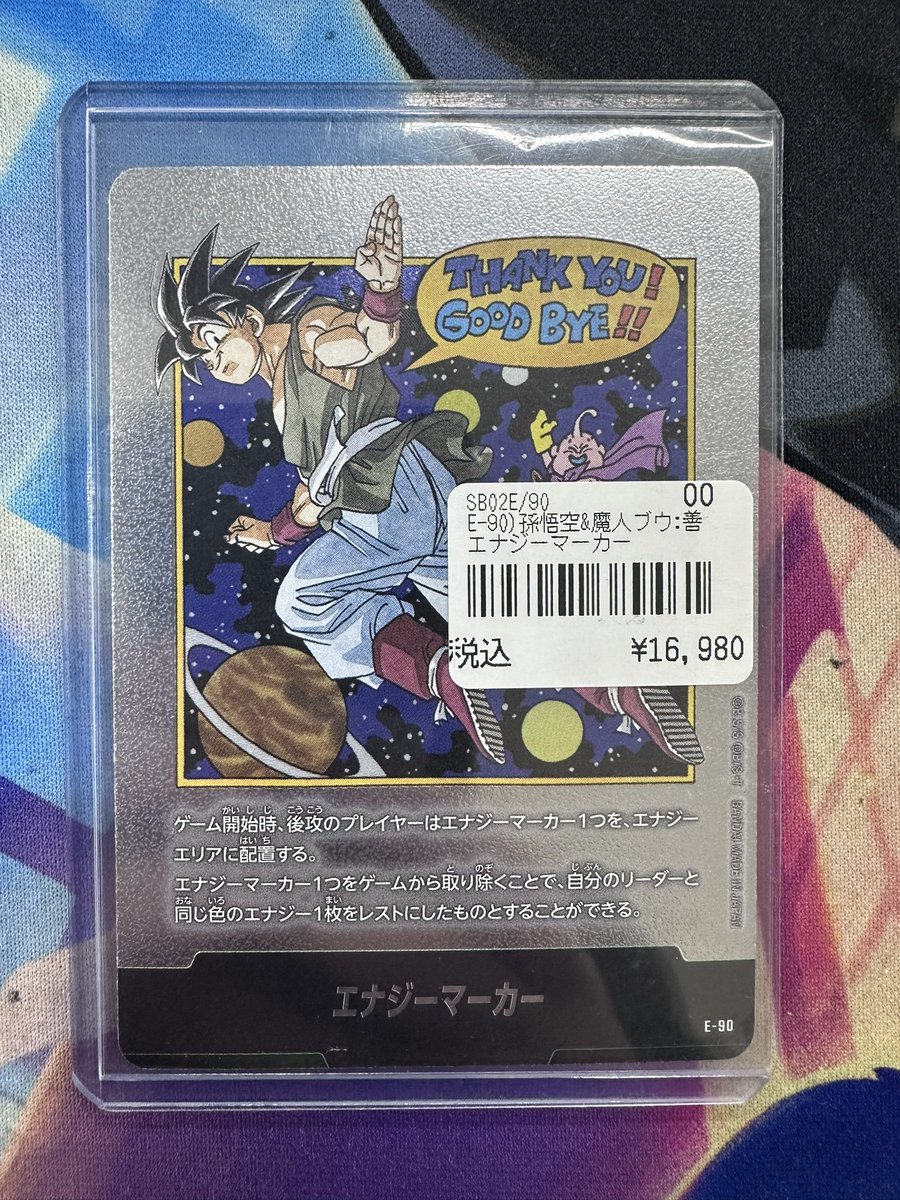 THANK YOU!
GOOD BYE!!
SB02E/90 00
E-90)孫悟空&魔人ブウ:善
エナジーマーカー
税込 ¥16,980
ゲーム開始時、後攻のプレイヤーはエナジーマーカー1つを、エナジー
エリアに配置する。
エナジーマーカー1つをゲームから取り除くことで、自分のリーダーと
同じ色のエナジー1枚をレストにしたものとすることができる。
エナジーマーカー
E-90
BANDAI MADE IN JAPAN